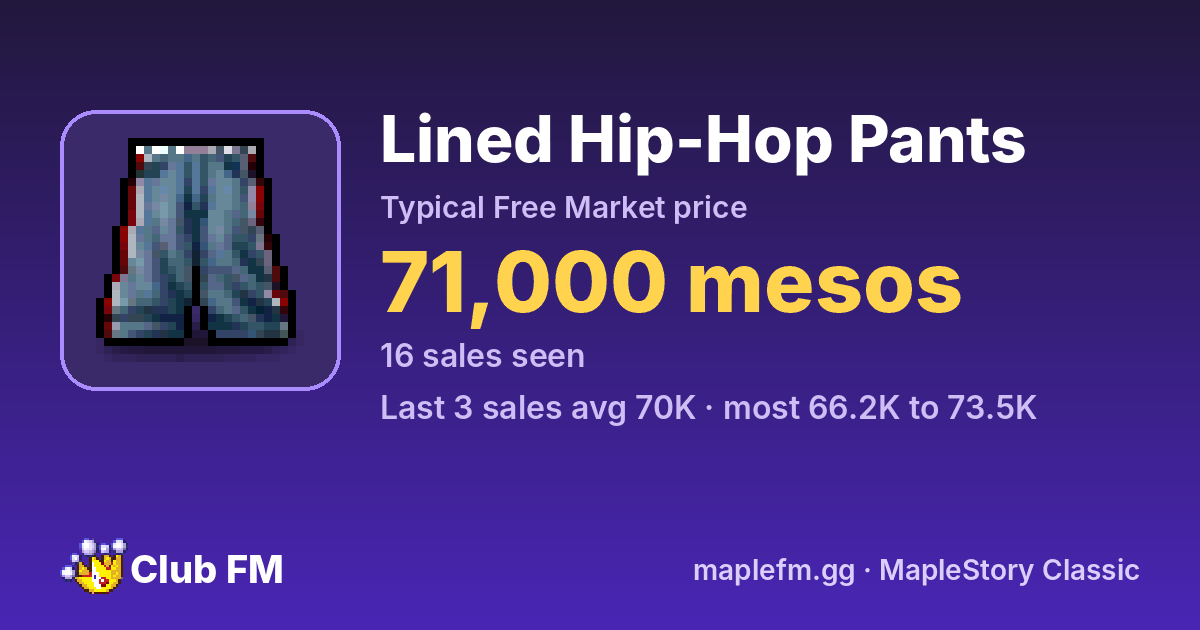 Lined Hip-Hop Pants
Typical Free Market price
71,000 mesos
16 sales seen
Last 3 sales avg 70K · most 66.2K to 73.5K
Club FM
maplefm.gg · MapleStory Classic